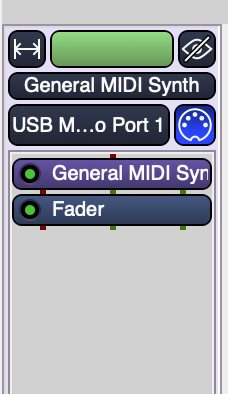 General MIDI Synth
USB M...o Port 1
General MIDI Syn
Fader